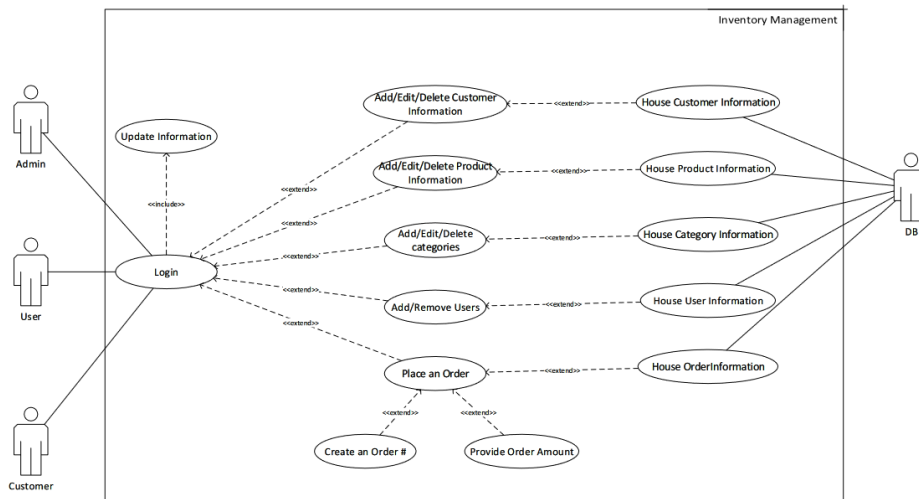 Inventory Management
Add/Edit/Delete Customer
Information
<<extend>>
House Customer Information
Admin
Update Information
Add/Edit/Delete Product
Information
<<extend>>
House Product Information
<<extend>>
<<include>>
<<extend>>
DB
Add/Edit/Delete
categories
<<extend>>
House Category Information
<<extend>>
Login
User
<<extend>>
Add/Remove Users
<<extend>>
House User Information
<<extend>>
Place an Order
<<extend>>
House OrderInformation
<<extend>>
<<extend>>
Create an Order #
Provide Order Amount
Customer